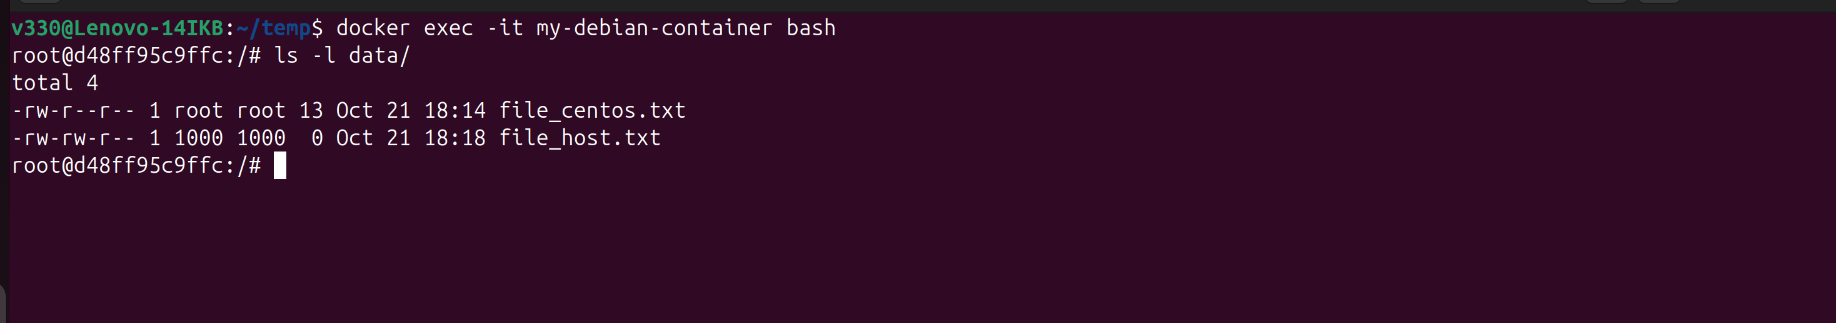 v330@Lenovo-14IKB:~/temp$ docker exec -it my-debian-container bash
root@d48ff95c9ffc:/# ls -l data/
total 4
-rw-r--r-- 1 root root 13 Oct 21 18:14 file_centos.txt
-rw-rw-r-- 1 1000 1000  0 Oct 21 18:18 file_host.txt
root@d48ff95c9ffc:/#